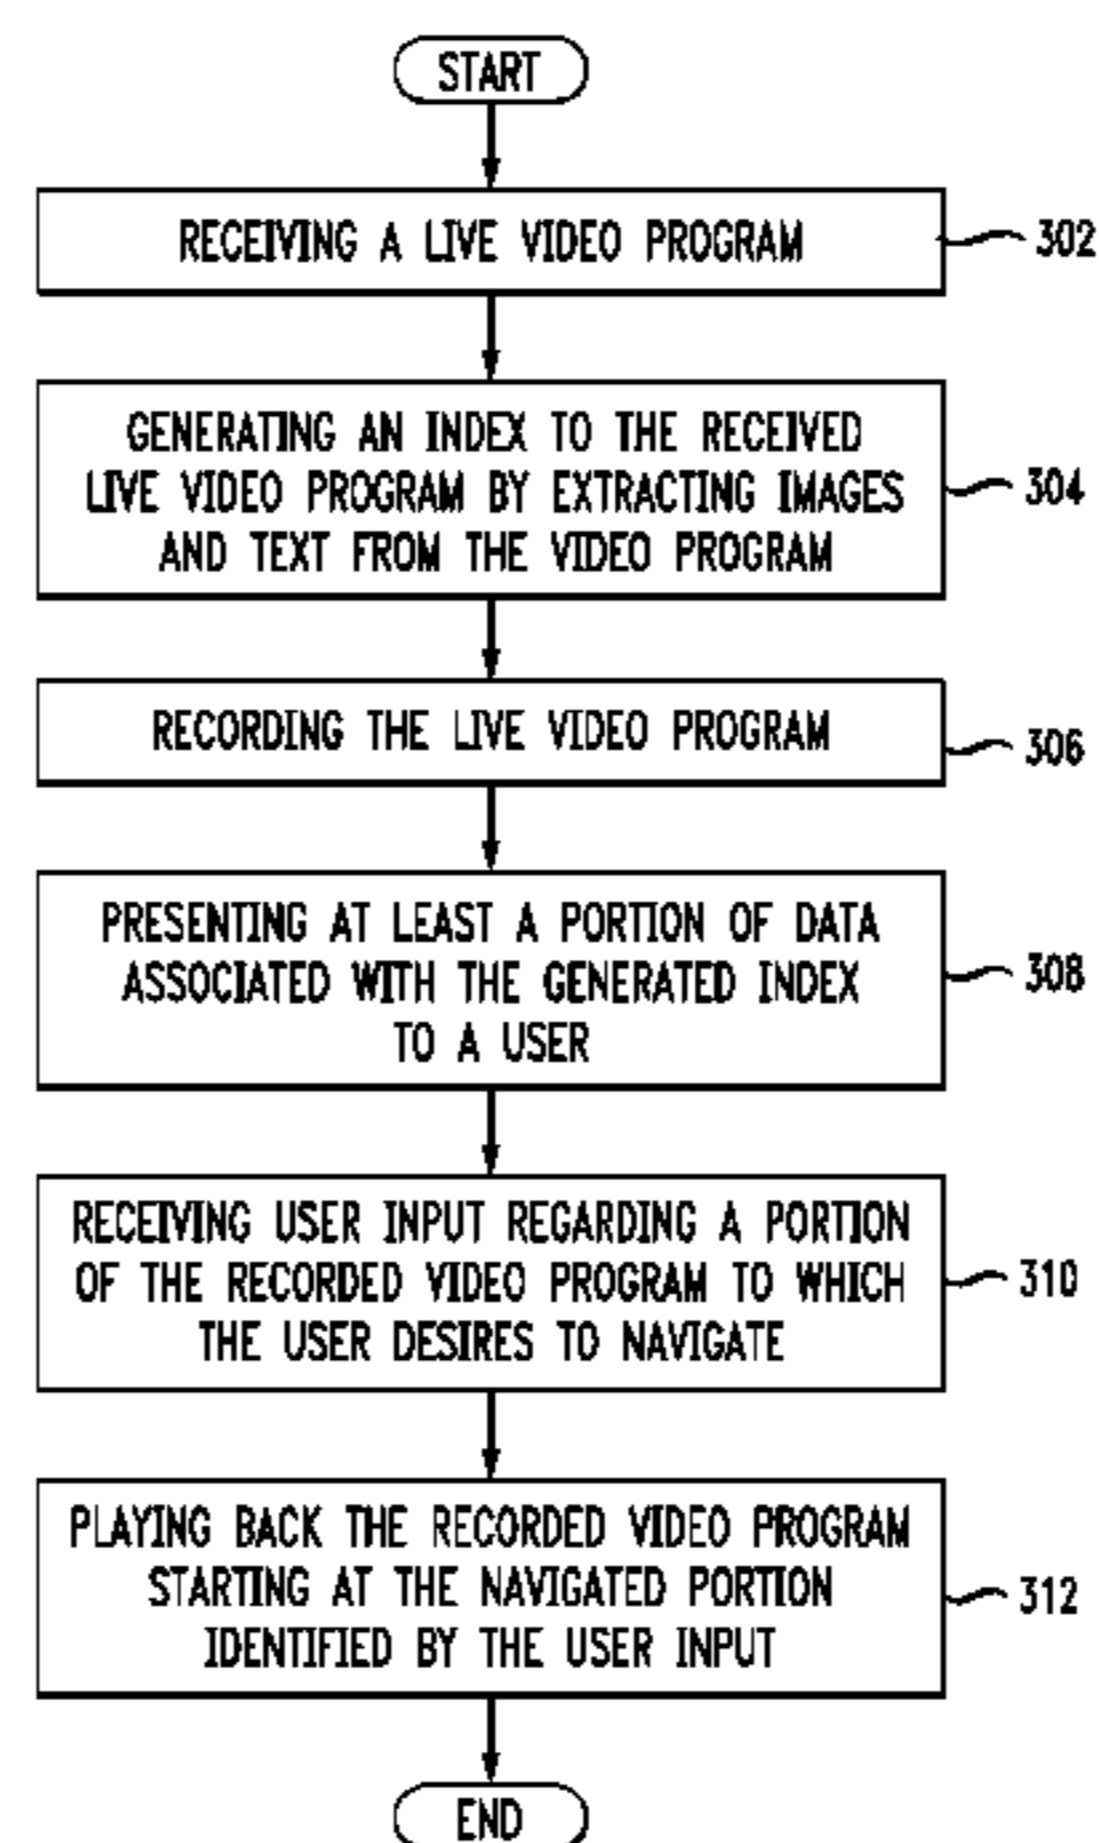 START
RECEIVING A LIVE VIDEO PROGRAM
302
GENERATING AN INDEX TO THE RECEIVED
LIVE VIDEO PROGRAM BY EXTRACTING IMAGES
AND TEXT FROM THE VIDEO PROGRAM
304
RECORDING THE LIVE VIDEO PROGRAM
306
PRESENTING AT LEAST A PORTION OF DATA
ASSOCIATED WITH THE GENERATED INDEX
TO A USER
308
RECEIVING USER INPUT REGARDING A PORTION
OF THE RECORDED VIDEO PROGRAM TO WHICH
THE USER DESIRES TO NAVIGATE
310
PLAYING BACK THE RECORDED VIDEO PROGRAM
STARTING AT THE NAVIGATED PORTION
IDENTIFIED BY THE USER INPUT
312
END